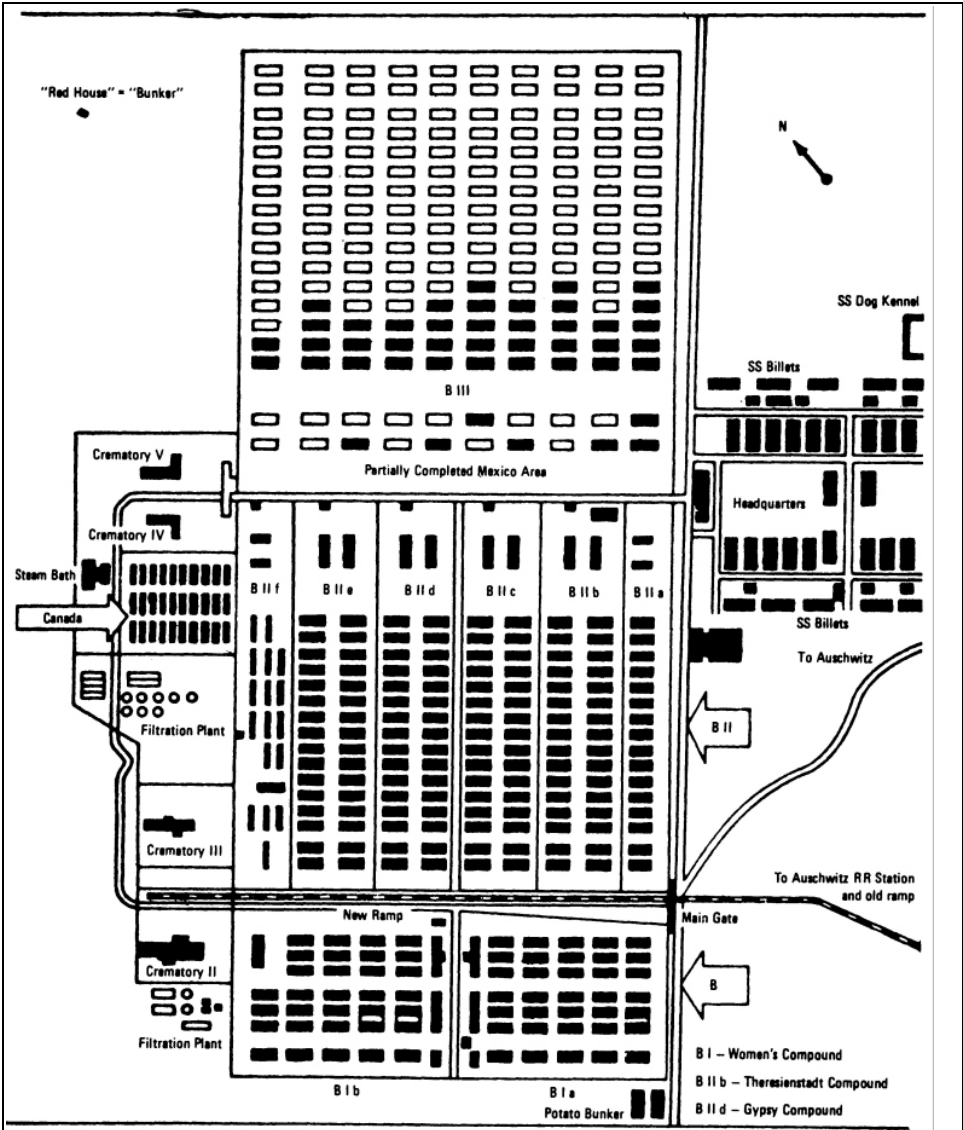 "Red House" = "Bunker"
N
SS Dog Kennel
SS Billets
B III
Partially Completed Mexico Area
Crematory V
Headquarters
Crematory IV
Steam Bath
B II f
B II e
B II d
B II c
B II b
B II a
Canada
SS Billets
To Auschwitz
B II
Filtration Plant
Crematory III
To Auschwitz RR Station
and old ramp
New Ramp
Main Gate
Crematory II
B
Filtration Plant
B I – Women's Compound
B II b – Theresienstadt Compound
B I b
B I a
B II d – Gypsy Compound
Potato Bunker